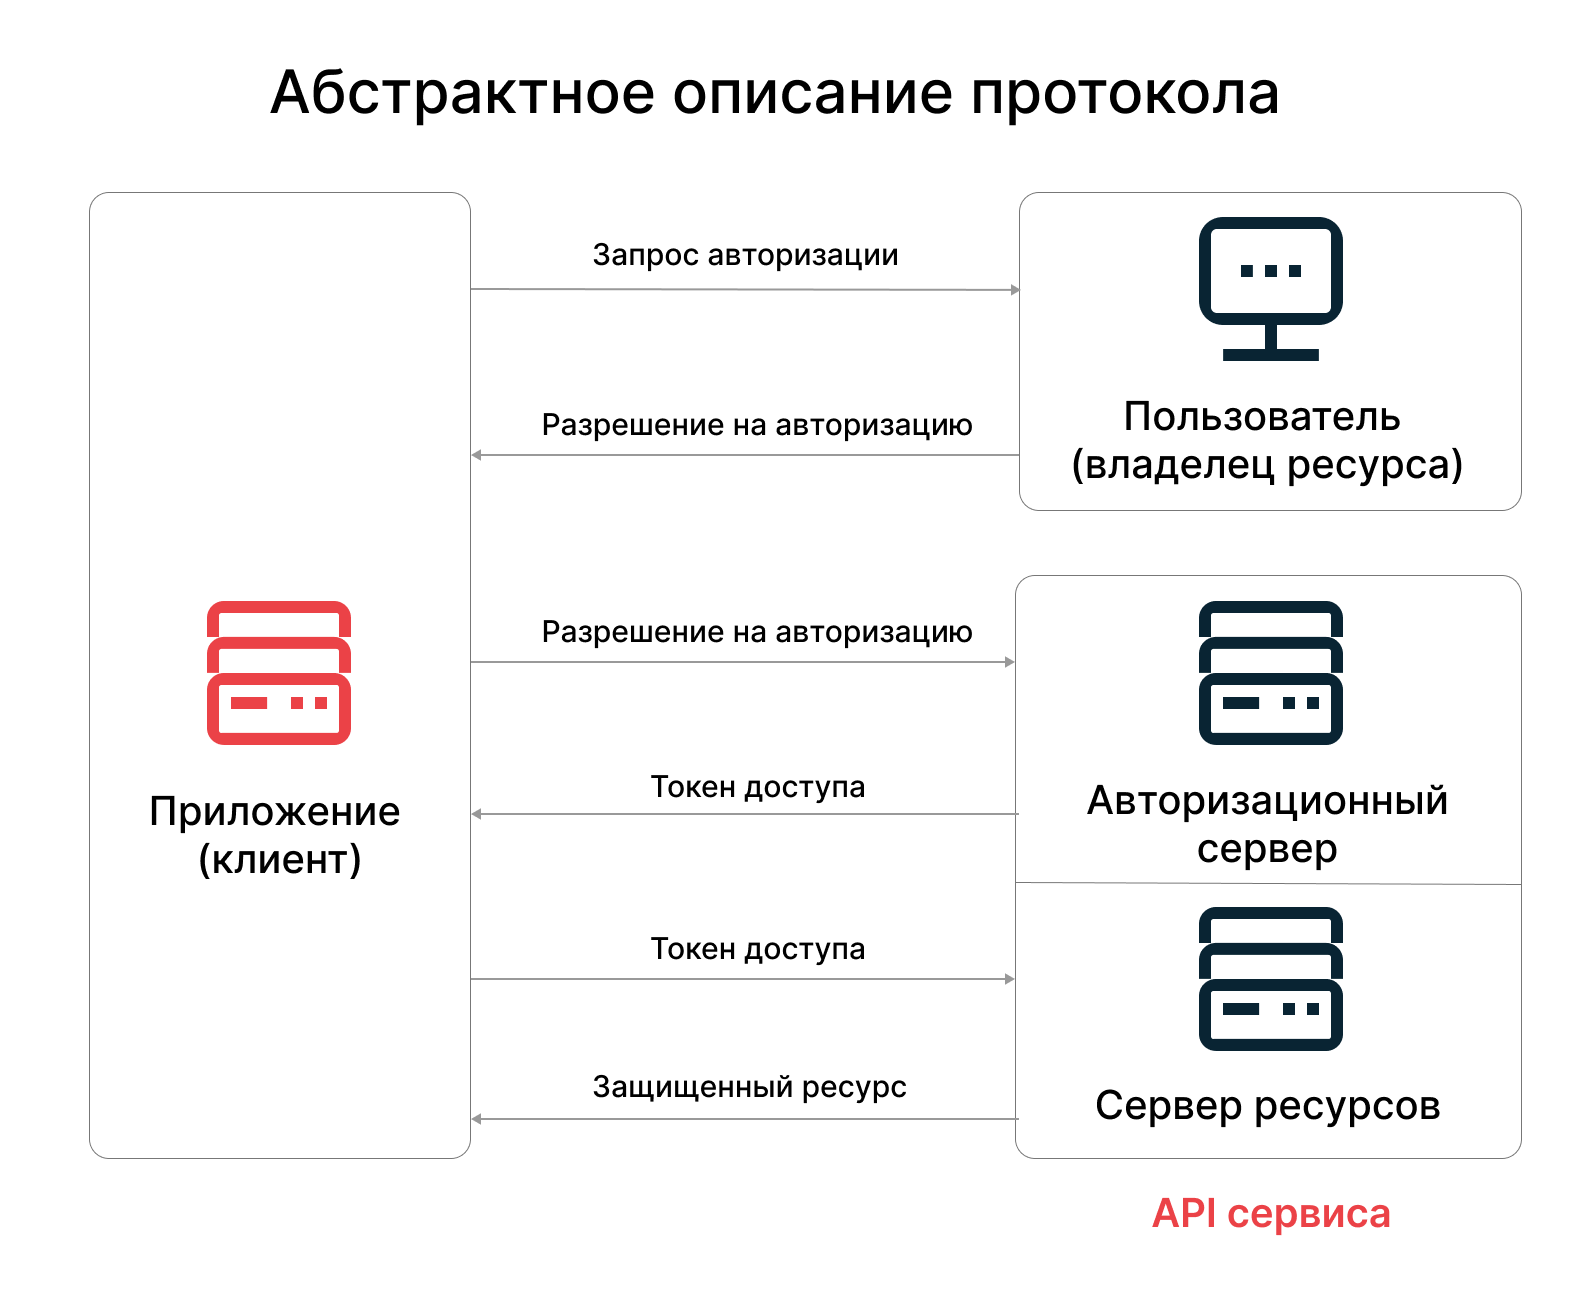 Абстрактное описание протокола
Запрос авторизации
Разрешение на авторизацию
Пользователь
(владелец ресурса)
Разрешение на авторизацию
Токен доступа
Приложение
(клиент)
Авторизационный
сервер
Токен доступа
Защищенный ресурс
Сервер ресурсов
API сервиса